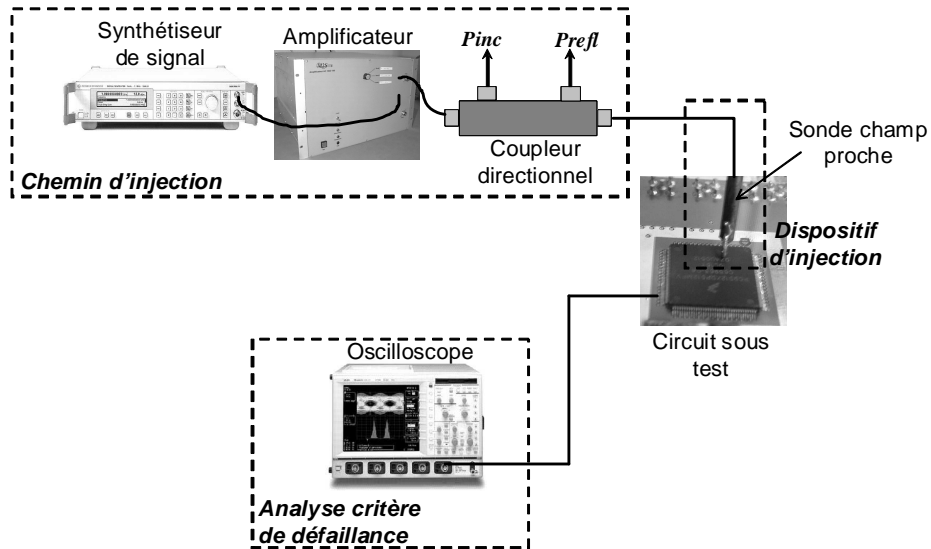 Synthétiseur
de signal
Amplificateur
Pinc
Prefl
Coupleur
directionnel
Sonde champ
proche
Chemin d'injection
Dispositif
d'injection
Circuit sous
test
Oscilloscope
Analyse critère
de défaillance